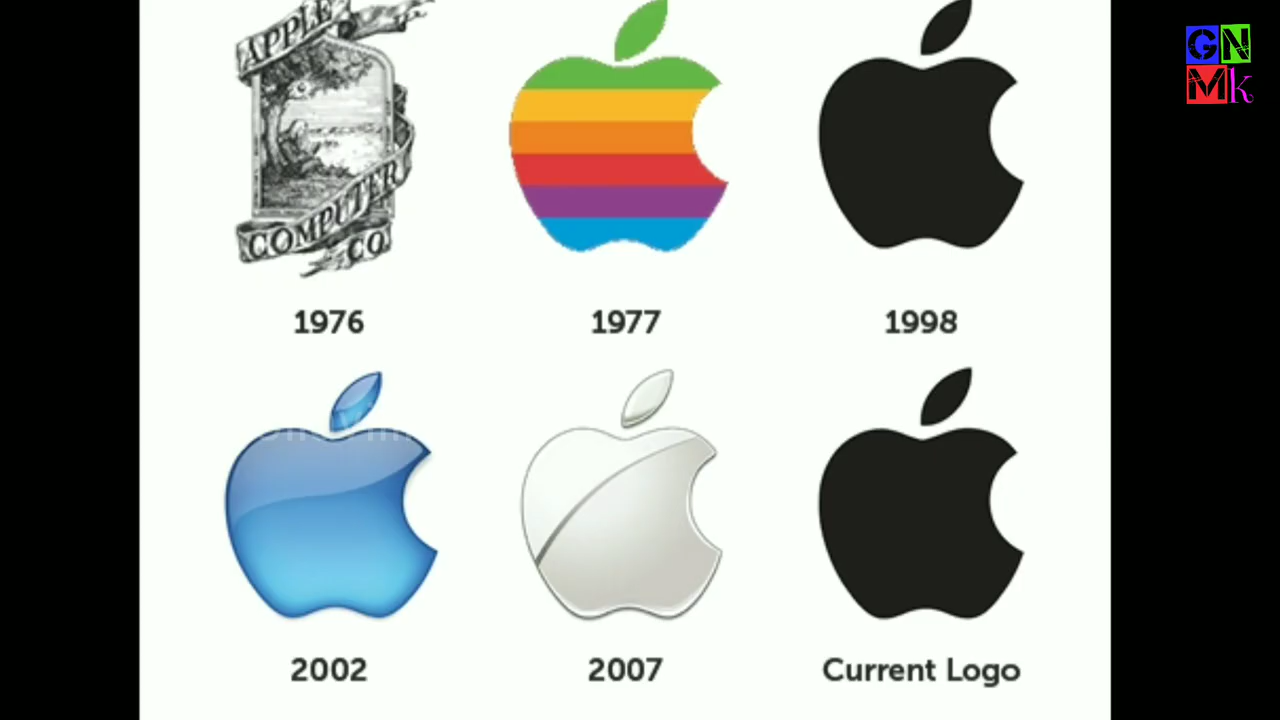 APPLE
COMPUTER
CO.
GN
Mk
1976
1977
1998
2002
2007
Current Logo